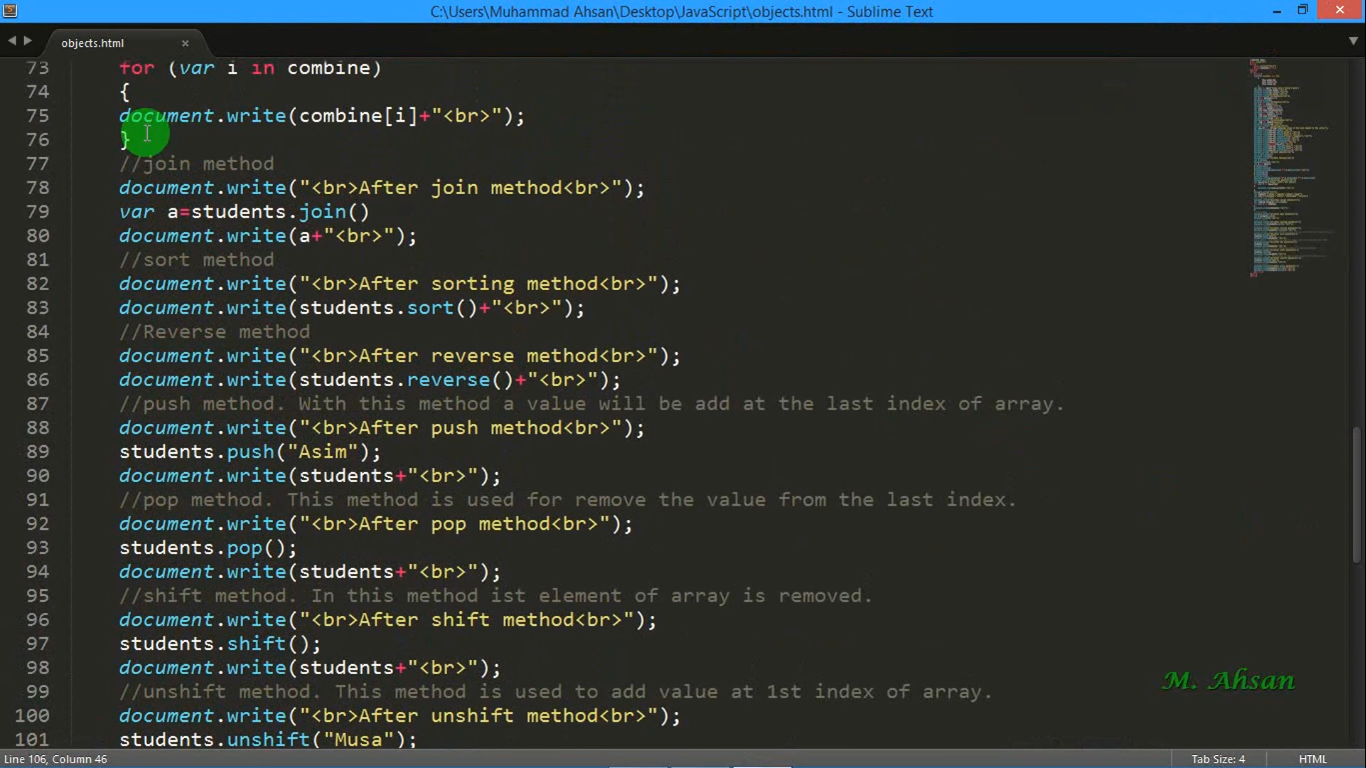 C:\Users\Muhammad Ahsan\Desktop\JavaScript\objects.html - Sublime Text
objects.html
73 for (var i in combine)
74 {
75 document.write(combine[i]+"<br>");
76 }
77 //join method
78 document.write("<br>After join method<br>");
79 var a=students.join()
80 document.write(a+"<br>");
81 //sort method
82 document.write("<br>After sorting method<br>");
83 document.write(students.sort()+"<br>");
84 //Reverse method
85 document.write("<br>After reverse method<br>");
86 document.write(students.reverse()+"<br>");
87 //push method. With this method a value will be add at the last index of array.
88 document.write("<br>After push method<br>");
89 students.push("Asim");
90 document.write(students+"<br>");
91 //pop method. This method is used for remove the value from the last index.
92 document.write("<br>After pop method<br>");
93 students.pop();
94 document.write(students+"<br>");
95 //shift method. In this method ist element of array is removed.
96 document.write("<br>After shift method<br>");
97 students.shift();
98 document.write(students+"<br>");
99 //unshift method. This method is used to add value at 1st index of array.
100 document.write("<br>After unshift method<br>");
101 students.unshift("Musa");
M. Ahsan
Line 106, Column 46
Tab Size: 4
HTML